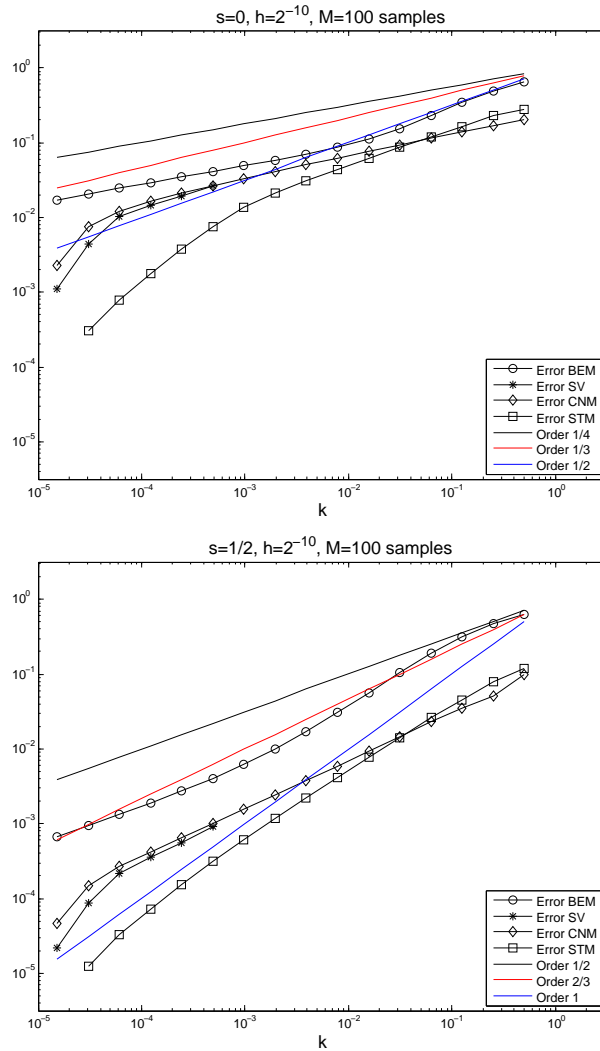 s=0, h=2^-10, M=100 samples
10^0
10^-1
10^-2
10^-3
10^-4
10^-5
Error BEM
Error SV
Error CNM
Error STM
Order 1/4
Order 1/3
Order 1/2
10^-5 10^-4 10^-3 10^-2 10^-1 10^0
k
s=1/2, h=2^-10, M=100 samples
10^0
10^-1
10^-2
10^-3
10^-4
10^-5
Error BEM
Error SV
Error CNM
Error STM
Order 1/2
Order 2/3
Order 1
10^-5 10^-4 10^-3 10^-2 10^-1 10^0
k